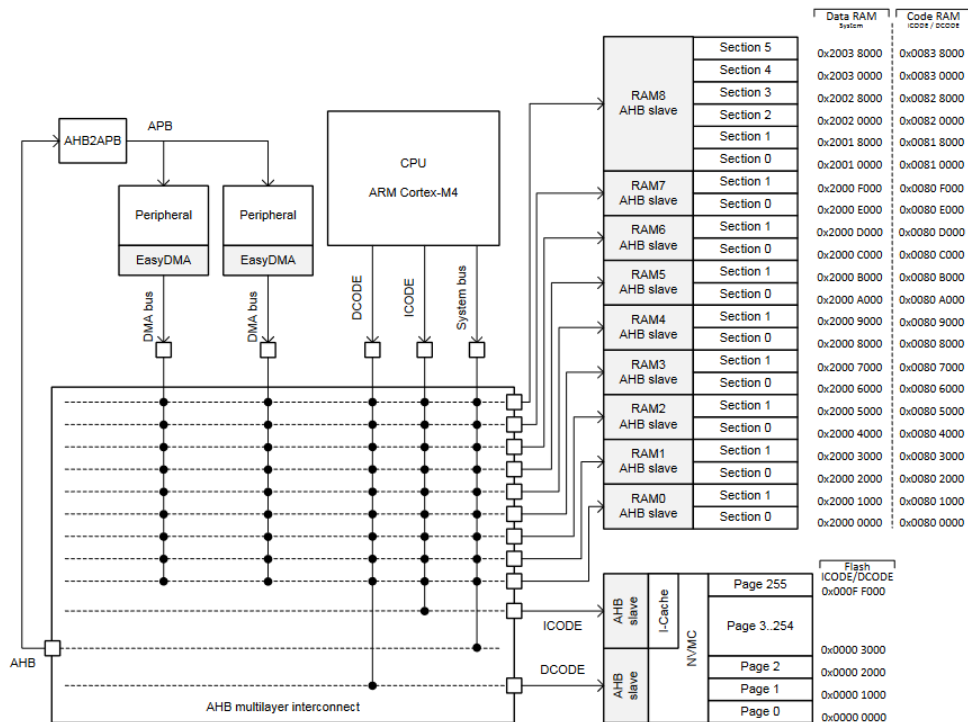 Data RAM
System
Code RAM
ICODE / DCODE
Section 5
0x2003 8000
0x0083 8000
Section 4
0x2003 0000
0x0083 0000
RAM8
AHB slave
Section 3
0x2002 8000
0x0082 8000
Section 2
0x2002 0000
0x0082 0000
Section 1
0x2001 8000
0x0081 8000
Section 0
0x2001 0000
0x0081 0000
RAM7
AHB slave
Section 1
0x2000 F000
0x0080 F000
Section 0
0x2000 E000
0x0080 E000
RAM6
AHB slave
Section 1
0x2000 D000
0x0080 D000
Section 0
0x2000 C000
0x0080 C000
RAM5
AHB slave
Section 1
0x2000 B000
0x0080 B000
Section 0
0x2000 A000
0x0080 A000
RAM4
AHB slave
Section 1
0x2000 9000
0x0080 9000
Section 0
0x2000 8000
0x0080 8000
RAM3
AHB slave
Section 1
0x2000 7000
0x0080 7000
Section 0
0x2000 6000
0x0080 6000
RAM2
AHB slave
Section 1
0x2000 5000
0x0080 5000
Section 0
0x2000 4000
0x0080 4000
RAM1
AHB slave
Section 1
0x2000 3000
0x0080 3000
Section 0
0x2000 2000
0x0080 2000
RAM0
AHB slave
Section 1
0x2000 1000
0x0080 1000
Section 0
0x2000 0000
0x0080 0000
AHB2APB
APB
CPU
ARM Cortex-M4
Peripheral
EasyDMA
Peripheral
EasyDMA
DMA bus
DMA bus
DCODE
ICODE
System bus
Flash
ICODE/DCODE
0x000F F000
Page 255
Page 3..254
0x0000 3000
Page 2
0x0000 2000
Page 1
0x0000 1000
Page 0
0x0000 0000
AHB
slave
I-Cache
NVMC
AHB
slave
ICODE
DCODE
AHB
AHB multilayer interconnect